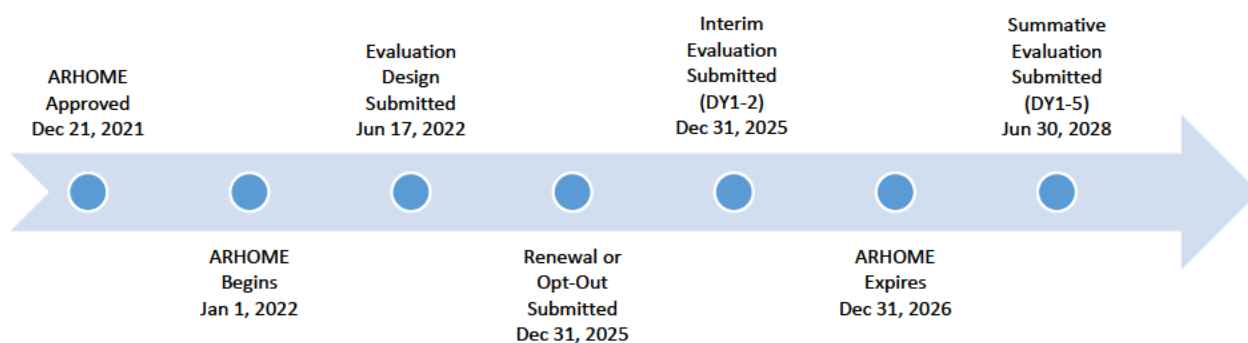 ARHOME
Approved
Dec 21, 2021
ARHOME
Begins
Jan 1, 2022
Evaluation
Design
Submitted
Jun 17, 2022
Renewal or
Opt-Out
Submitted
Dec 31, 2025
Interim
Evaluation
Submitted
(DY1-2)
Dec 31, 2025
ARHOME
Expires
Dec 31, 2026
Summative
Evaluation
Submitted
(DY1-5)
Jun 30, 2028